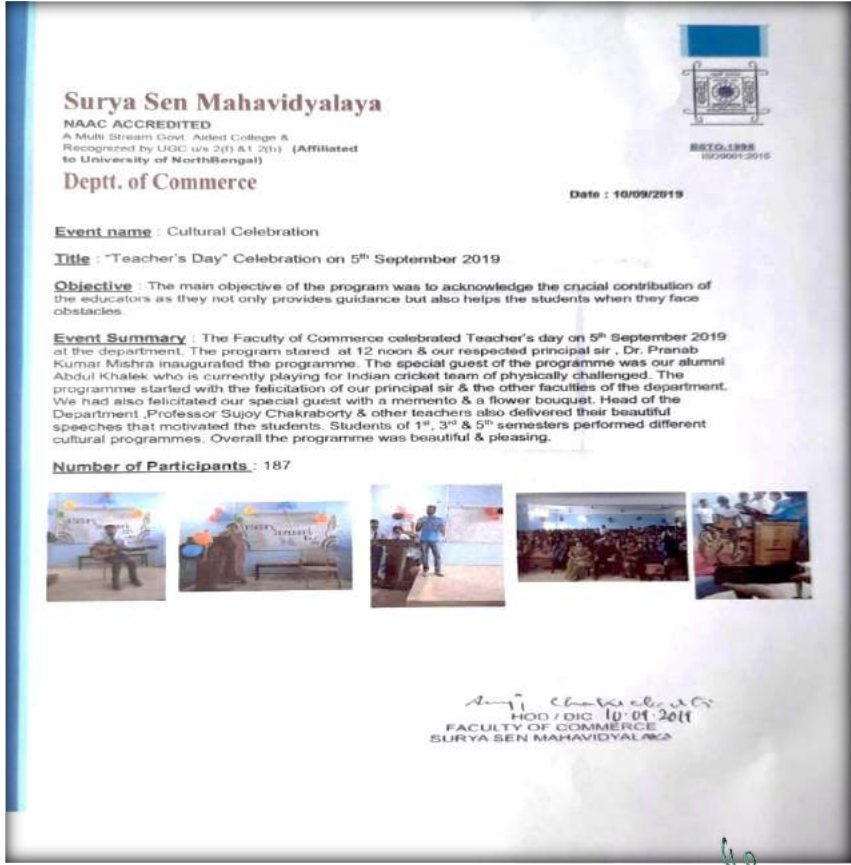 Surya Sen Mahavidyalaya
NAAC ACCREDITED
A Multi Stream Govt. Aided College &
Recognized by UGC u/s 2(f) &1 2(b) (Affiliated
to University of NorthBengal)
Deptt. of Commerce
ESTD.1998
ISO9001:2015
Date : 10/09/2019
Event name : Cultural Celebration
Title : "Teacher's Day" Celebration on 5th September 2019
Objective : The main objective of the program was to acknowledge the crucial contribution of
the educators as they not only provides guidance but also helps the students when they face
obstacles.
Event Summary : The Faculty of Commerce celebrated Teacher's day on 5th September 2019
at the department. The program stared at 12 noon & our respected principal sir , Dr. Pranab
Kumar Mishra inaugurated the programme. The special guest of the programme was our alumni
Abdul Khalek who is currently playing for Indian cricket team of physically challenged. The
programme started with the felicitation of our principal sir & the other faculties of the department.
We had also felicitated our special guest with a memento & a flower bouquet. Head of the
Department ,Professor Sujoy Chakraborty & other teachers also delivered their beautiful
speeches that motivated the students. Students of 1st, 3rd & 5th semesters performed different
cultural programmes. Overall the programme was beautiful & pleasing.
Number of Participants : 187
HOD / DIC 10.09.2019
FACULTY OF COMMERCE
SURYA SEN MAHAVIDYALAYA